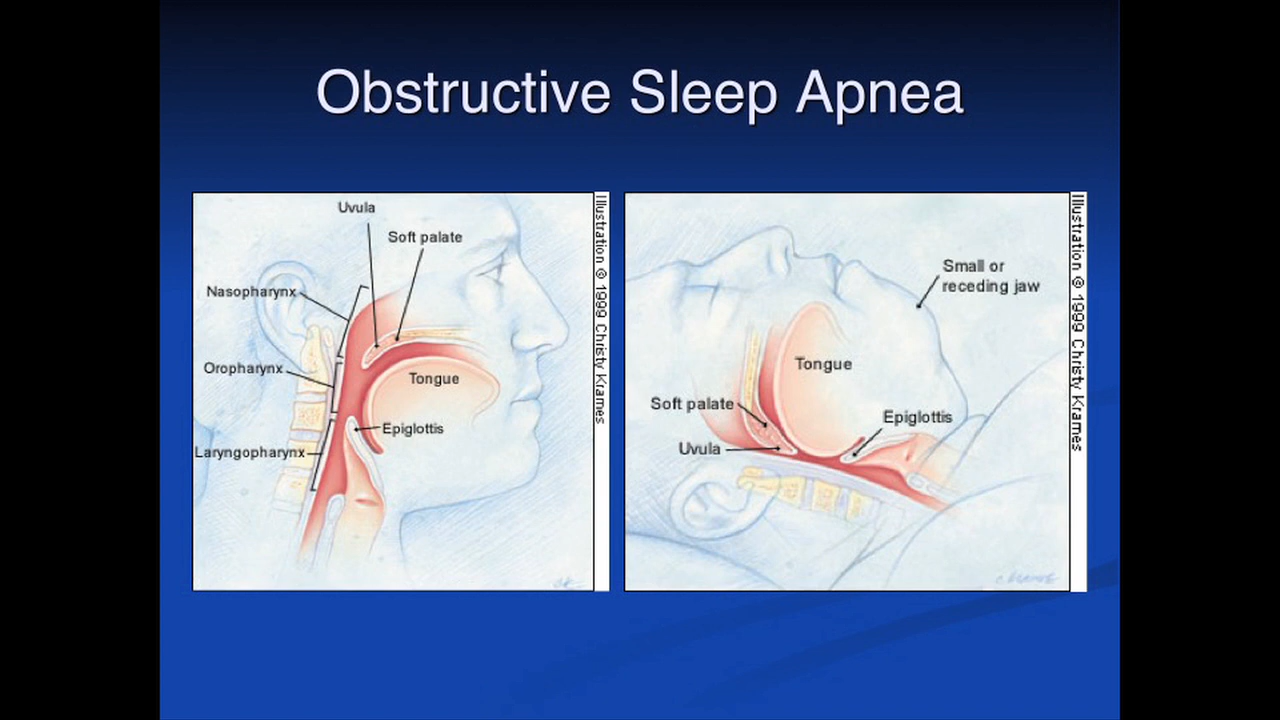 Obstructive Sleep Apnea
Uvula
Soft palate
Nasopharynx
Oropharynx
Tongue
Epiglottis
Laryngopharynx
Illustration © 1999 Christy Krames
Small or
receding jaw
Tongue
Soft palate
Epiglottis
Uvula
Illustration © 1999 Christy Krames